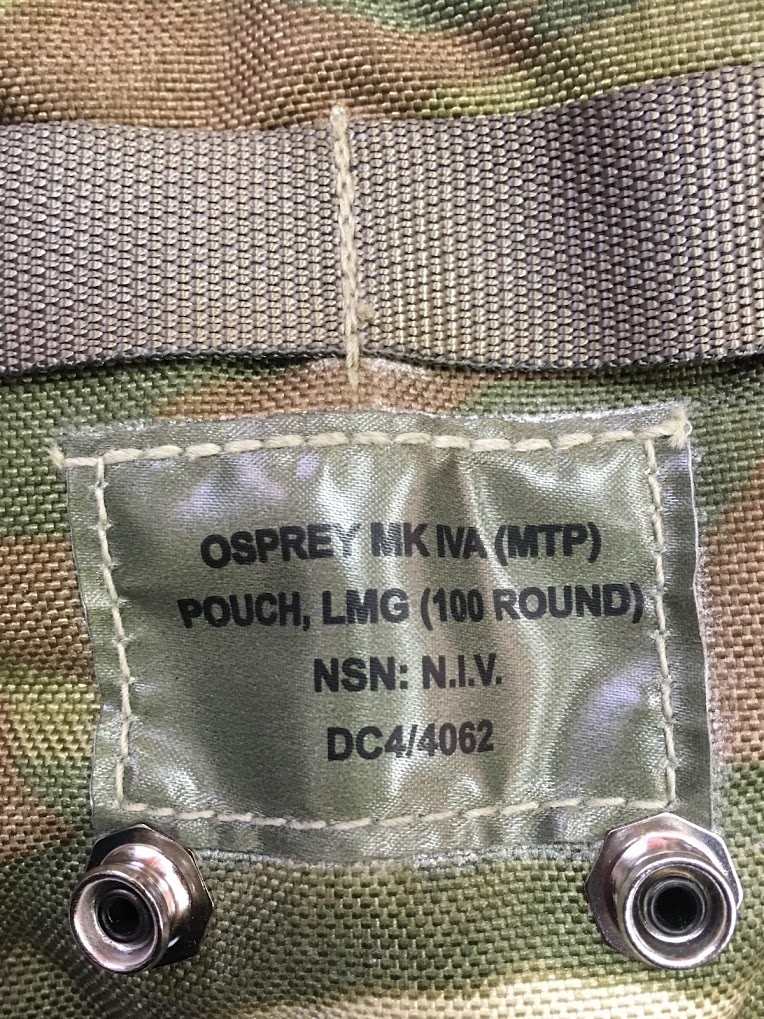 OSPREY MK IVA (MTP)
POUCH, LMG (100 ROUND)
NSN: N.I.V.
DC4/4062